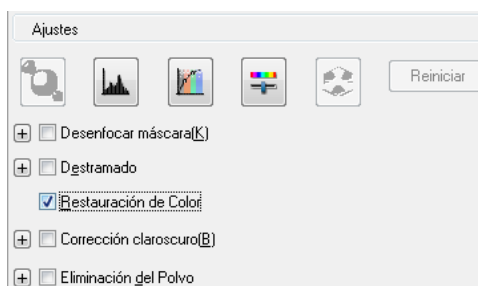 Ajustes
Reiniciar
Desenfocar máscara(K)
Destramado
Restauración de Color
Corrección claroscuro(B)
Eliminación del Polvo